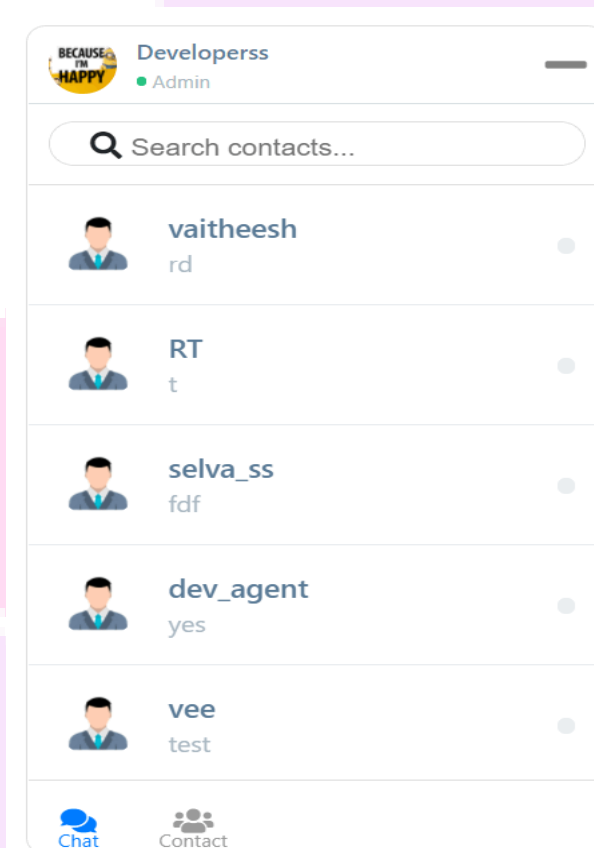 BECAUSE
I'M
HAPPY
Developerss
Admin
Search contacts...
vaitheesh
rd
RT
t
selva_ss
fdf
dev_agent
yes
vee
test
Chat
Contact